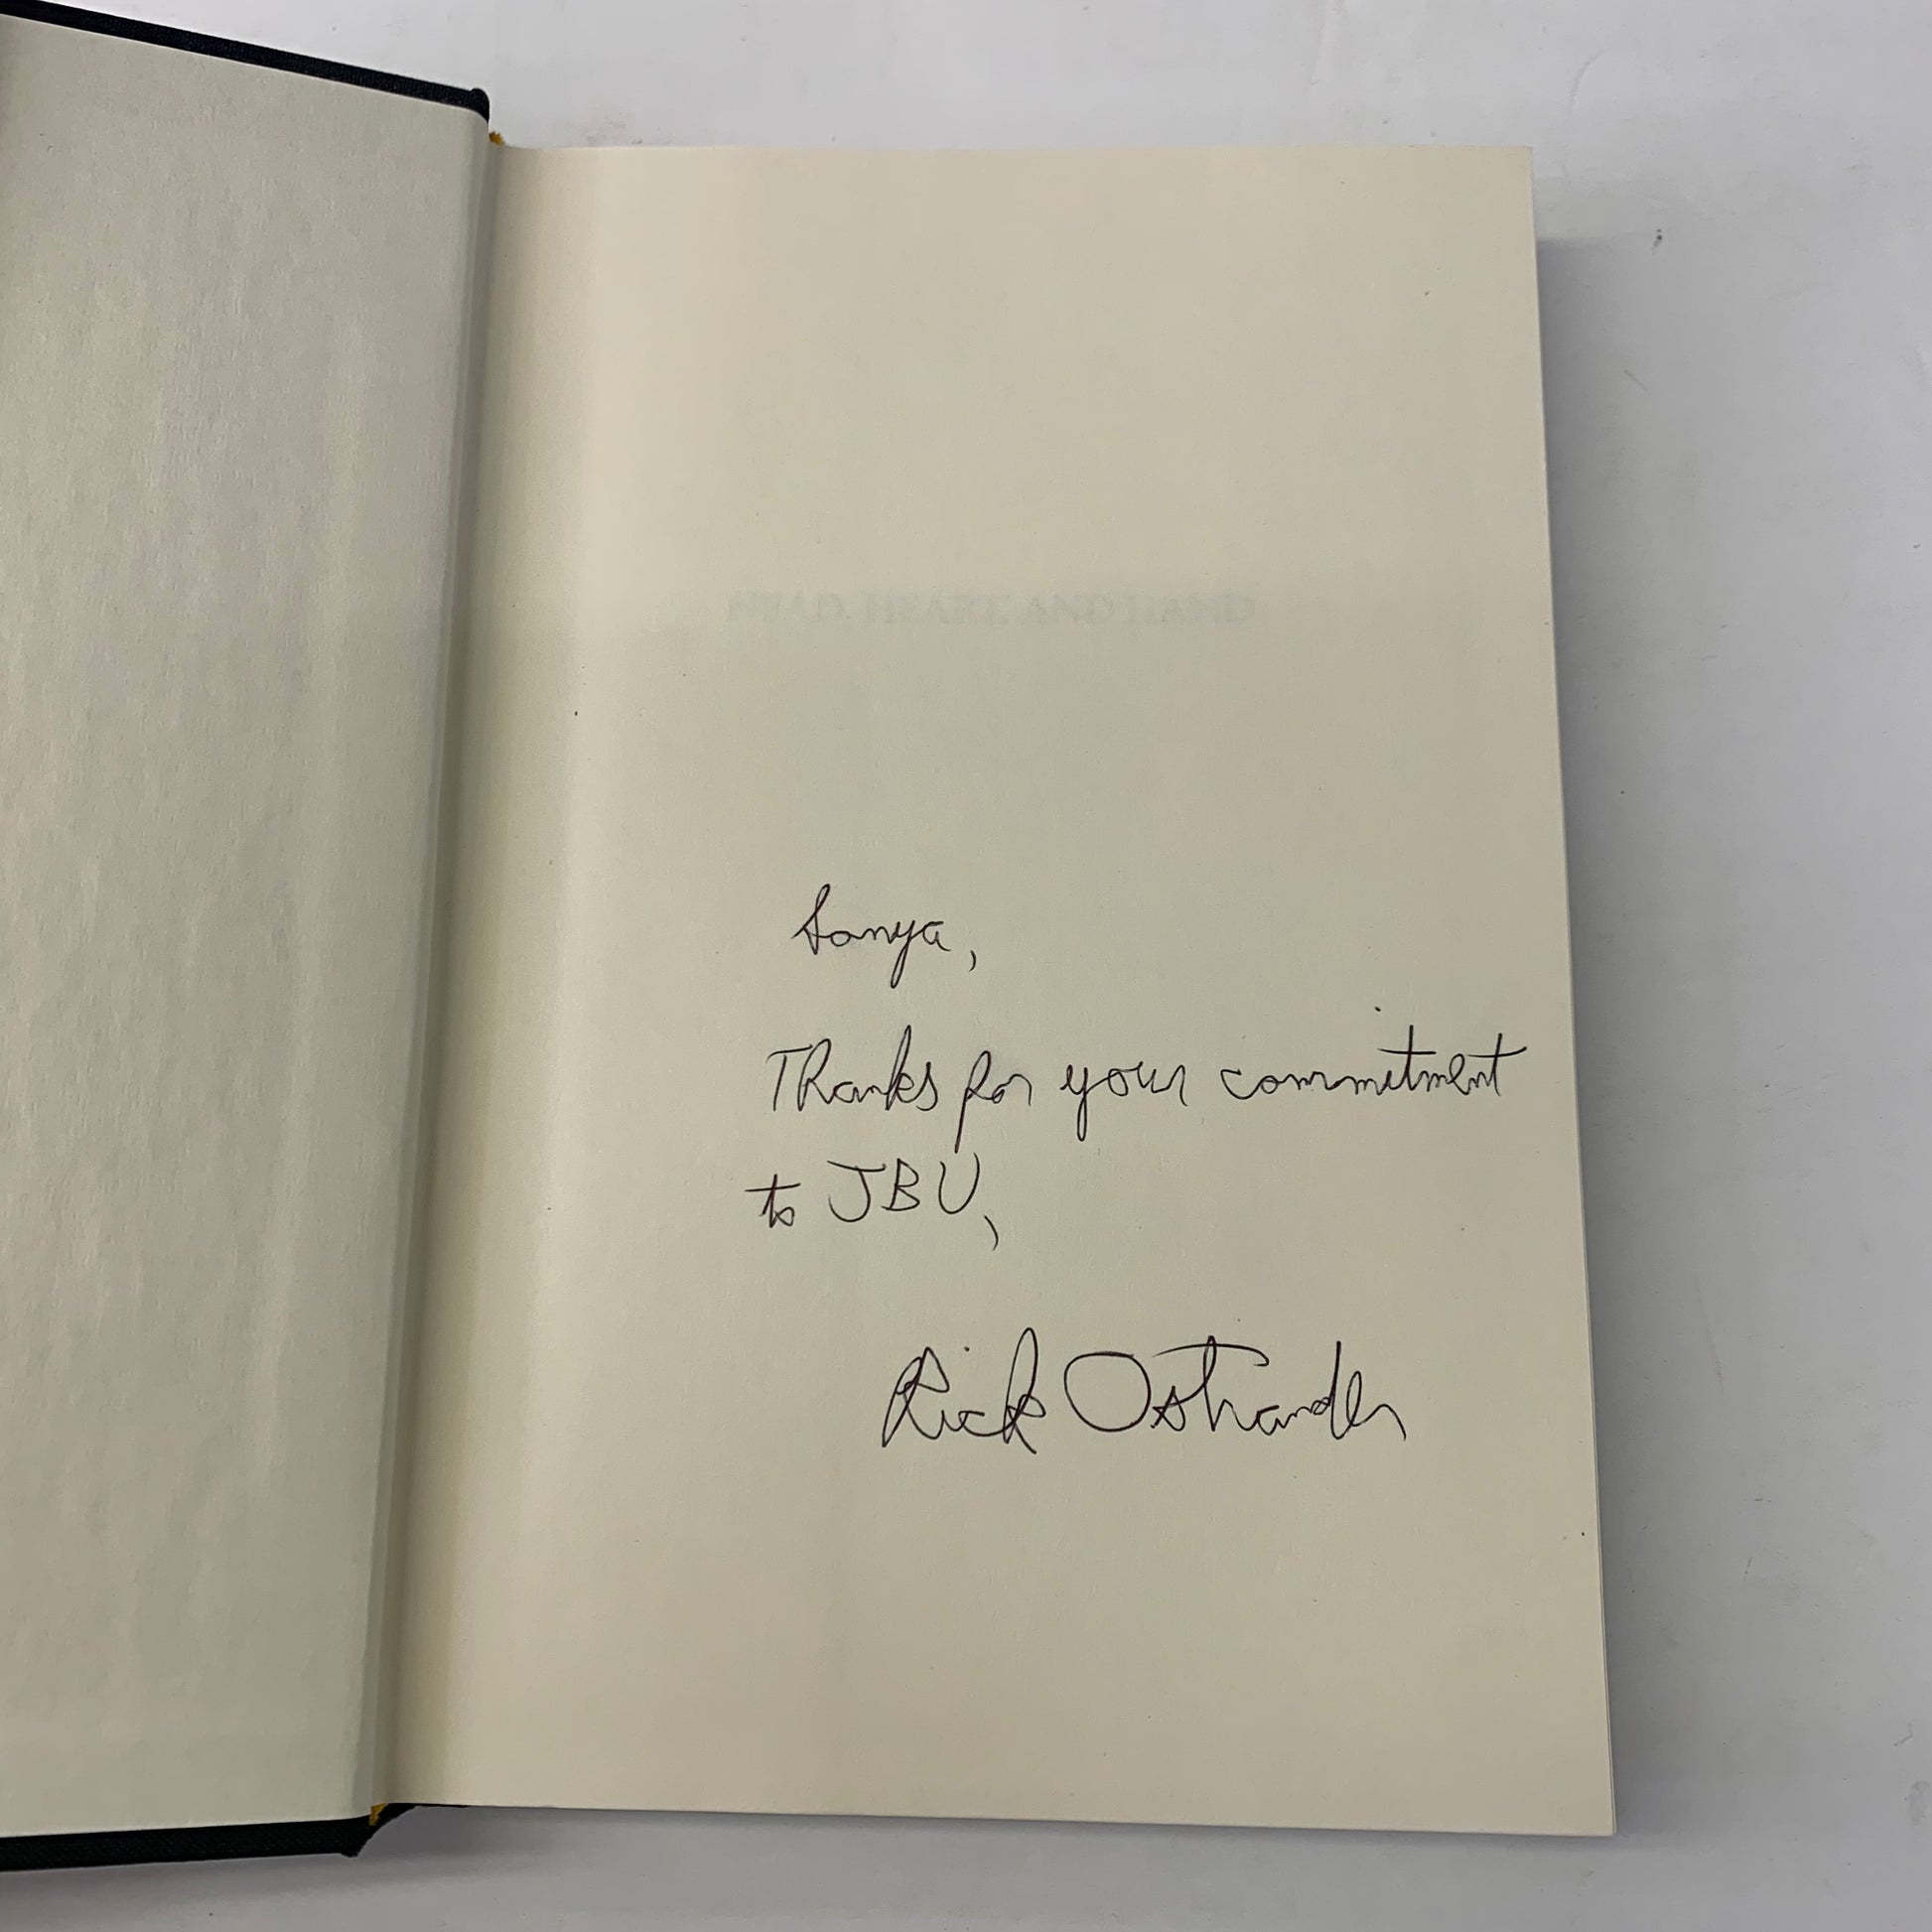 HEAD, HEART, AND HAND
Sonya,
Thanks for your commitment
to JBU,
Rick Ostrander